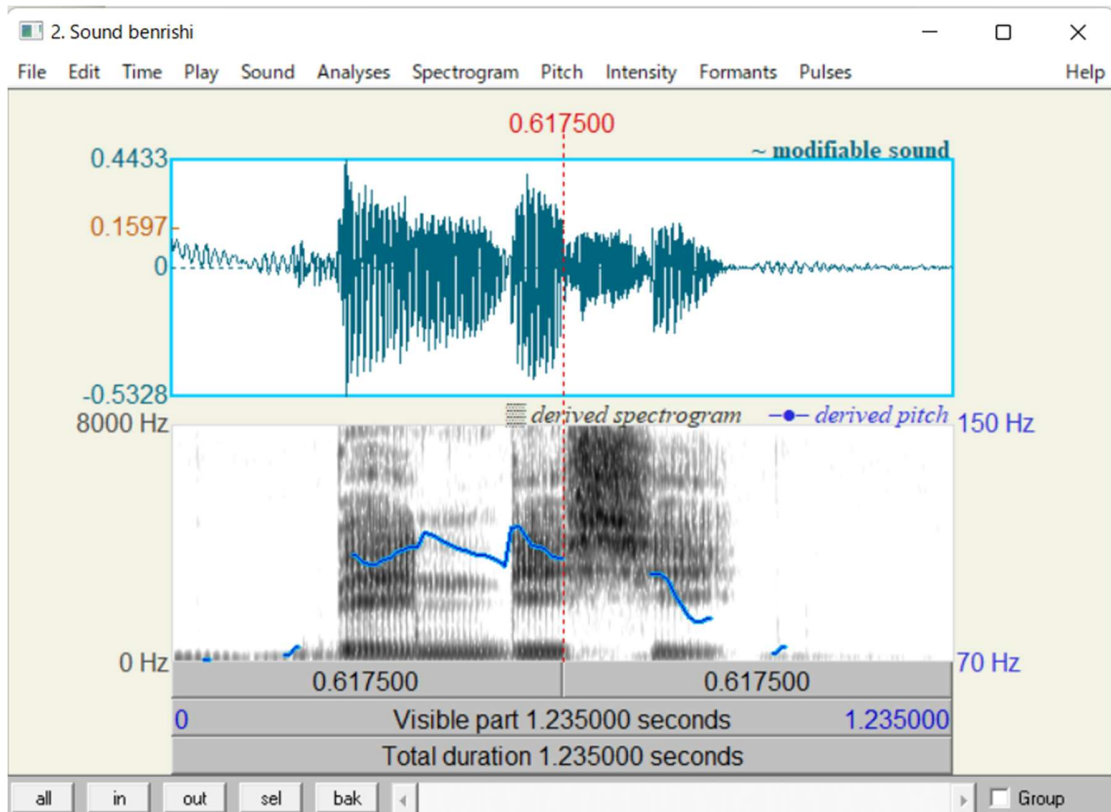 2. Sound benrishi
File Edit Time Play Sound Analyses Spectrogram Pitch Intensity Formants Pulses Help
0.617500
0.4433 ~ modifiable sound
0.1597
0
-0.5328
derived spectrogram derived pitch
8000 Hz 150 Hz
0 Hz 70 Hz
0.617500 0.617500
0 Visible part 1.235000 seconds 1.235000
Total duration 1.235000 seconds
all in out sel bak Group